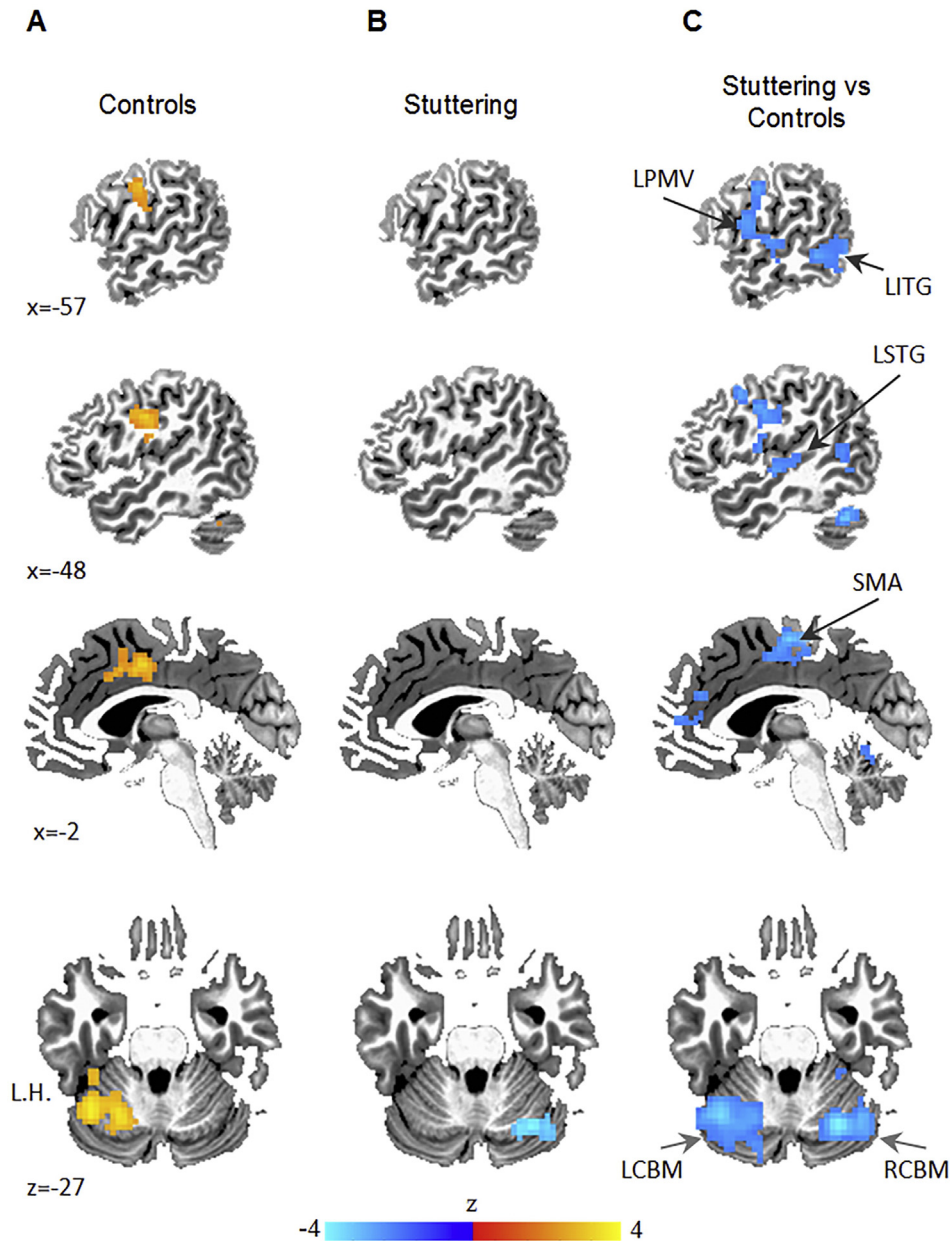 A
B
C
Controls
Stuttering
Stuttering vs
Controls
LPMV
LITG
x=-57
LSTG
x=-48
SMA
x=-2
L.H.
LCBM
RCBM
z=-27
z
-4
4